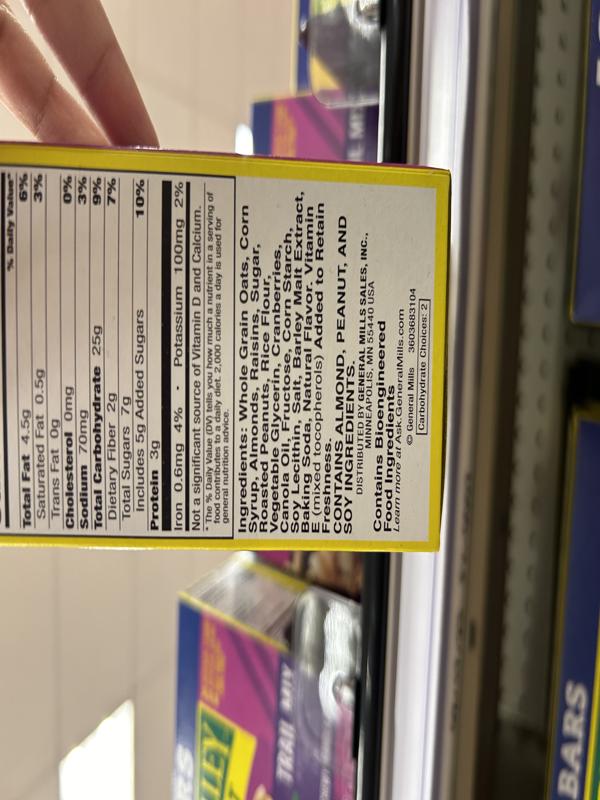 % Daily Value*
Total Fat 4.5g 6%
Saturated Fat 0.5g 3%
Trans Fat 0g
Cholesterol 0mg 0%
Sodium 70mg 3%
Total Carbohydrate 25g 9%
Dietary Fiber 2g 7%
Total Sugars 7g
Includes 5g Added Sugars 10%
Protein 3g
Iron 0.6mg 4% • Potassium 100mg 2%
Not a significant source of Vitamin D and Calcium.
* The % Daily Value (DV) tells you how much a nutrient in a serving of
food contributes to a daily diet. 2,000 calories a day is used for
general nutrition advice.
Ingredients: Whole Grain Oats, Corn
Syrup, Almonds, Raisins, Sugar,
Roasted Peanuts, Rice Flour,
Vegetable Glycerin, Cranberries,
Canola Oil, Fructose, Corn Starch,
Soy Lecithin, Salt, Barley Malt Extract,
Baking Soda, Natural Flavor. Vitamin
E (mixed tocopherols) Added to Retain
Freshness.
CONTAINS ALMOND, PEANUT, AND
SOY INGREDIENTS.
DISTRIBUTED BY GENERAL MILLS SALES, INC.,
MINNEAPOLIS, MN 55440 USA
Contains Bioengineered
Food Ingredients
Learn more at Ask.GeneralMills.com
© General Mills 3603683104
Carbohydrate Choices: 2
TRAIL MIX
BARS